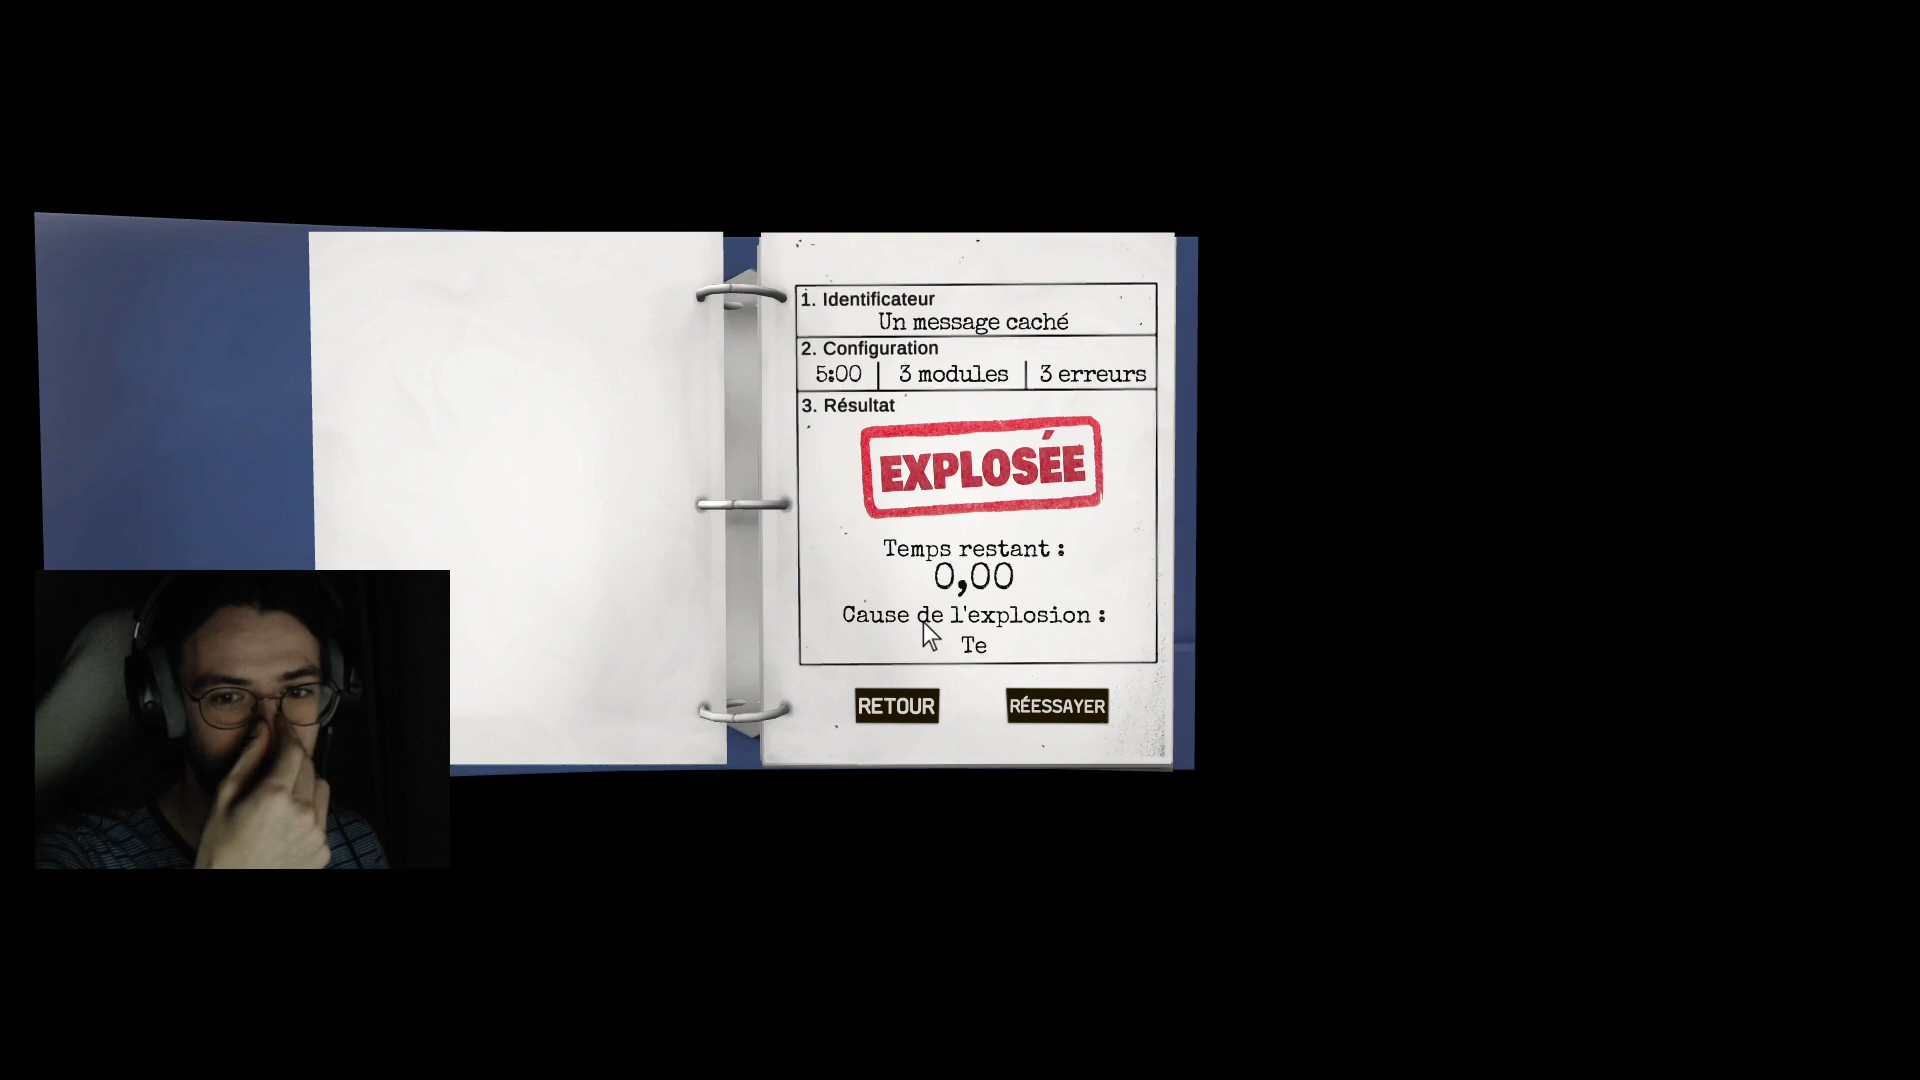 1. Identificateur
Un message caché
2. Configuration
5:00 | 3 modules | 3 erreurs
3. Résultat
EXPLOSÉE
Temps restant :
0,00
Cause de l'explosion :
Te
RETOUR
RÉESSAYER